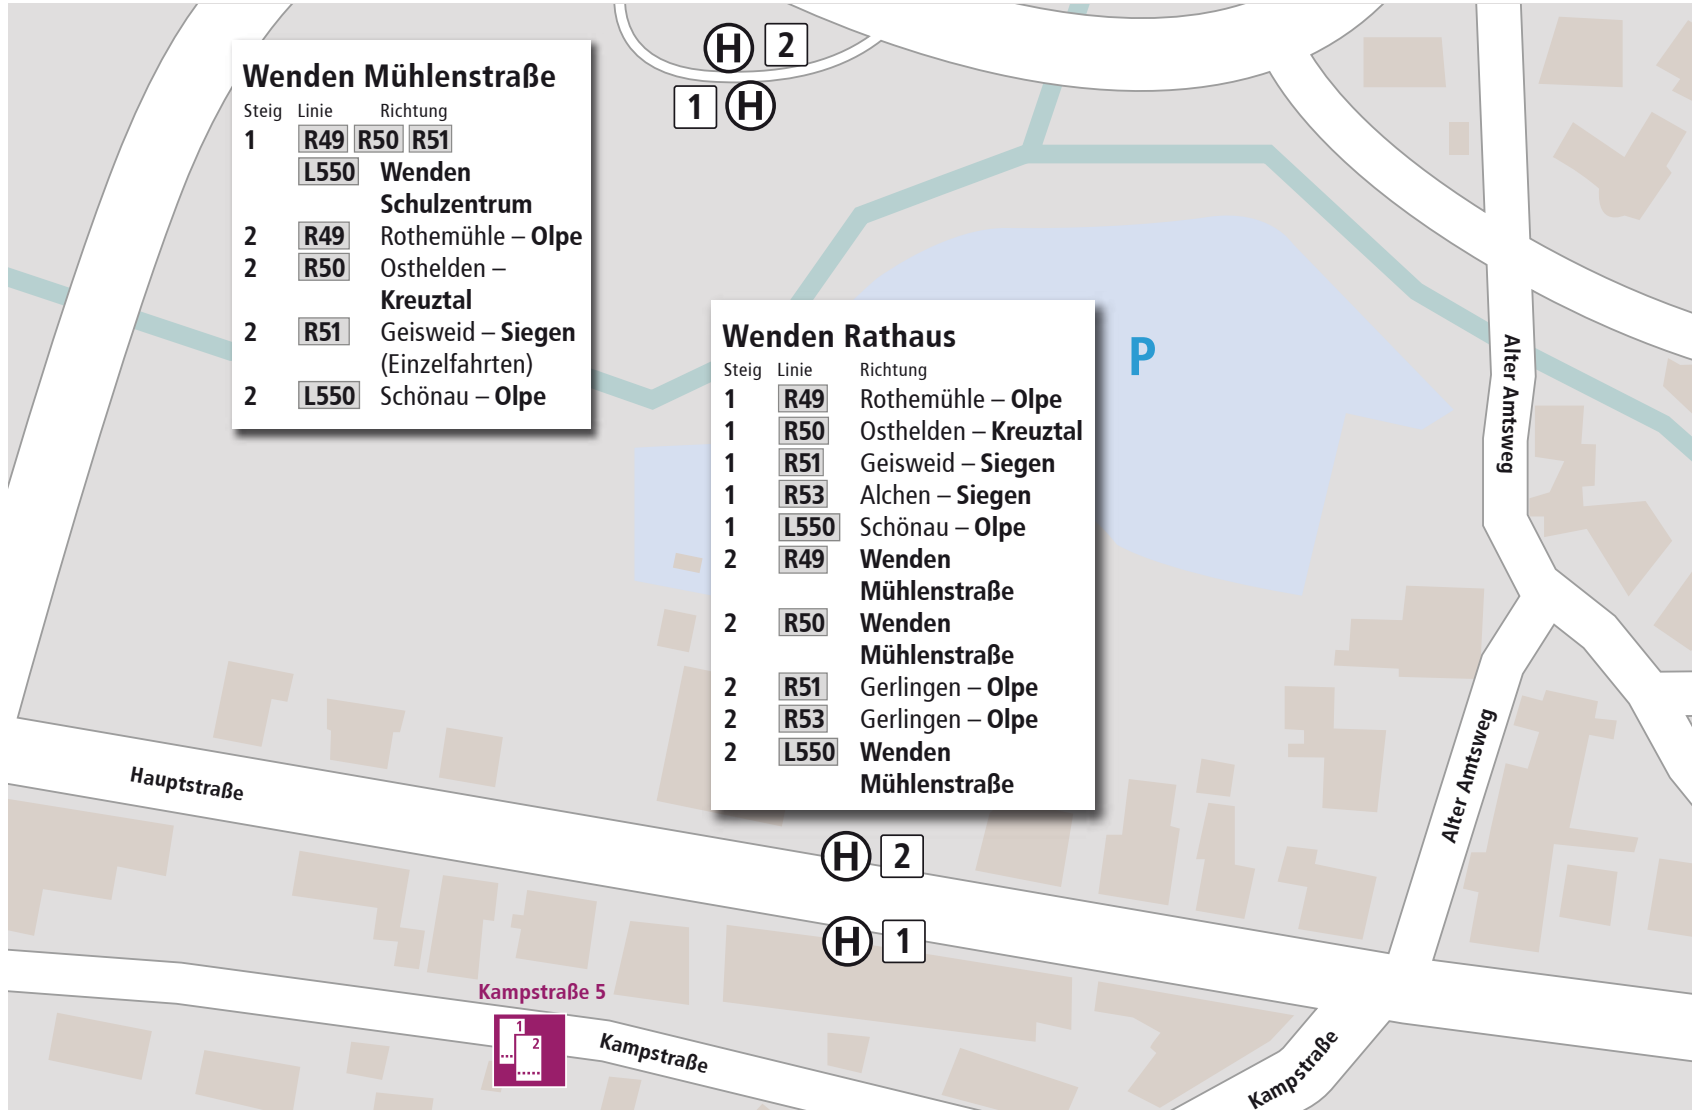 H 2
1 H
Wenden Mühlenstraße
Steig Linie Richtung
1 R49 R50 R51
L550 Wenden
Schulzentrum
2 R49 Rothemühle – Olpe
2 R50 Osthelden –
Kreuztal
2 R51 Geisweid – Siegen
(Einzelfahrten)
2 L550 Schönau – Olpe
Wenden Rathaus
Steig Linie Richtung
1 R49 Rothemühle – Olpe
1 R50 Osthelden – Kreuztal
1 R51 Geisweid – Siegen
1 R53 Alchen – Siegen
1 L550 Schönau – Olpe
2 R49 Wenden
Mühlenstraße
2 R50 Wenden
Mühlenstraße
2 R51 Gerlingen – Olpe
2 R53 Gerlingen – Olpe
2 L550 Wenden
Mühlenstraße
P
Alter Amtsweg
Alter Amtsweg
Hauptstraße
H 2
H 1
Kampstraße 5
1
2
Kampstraße
Kampstraße